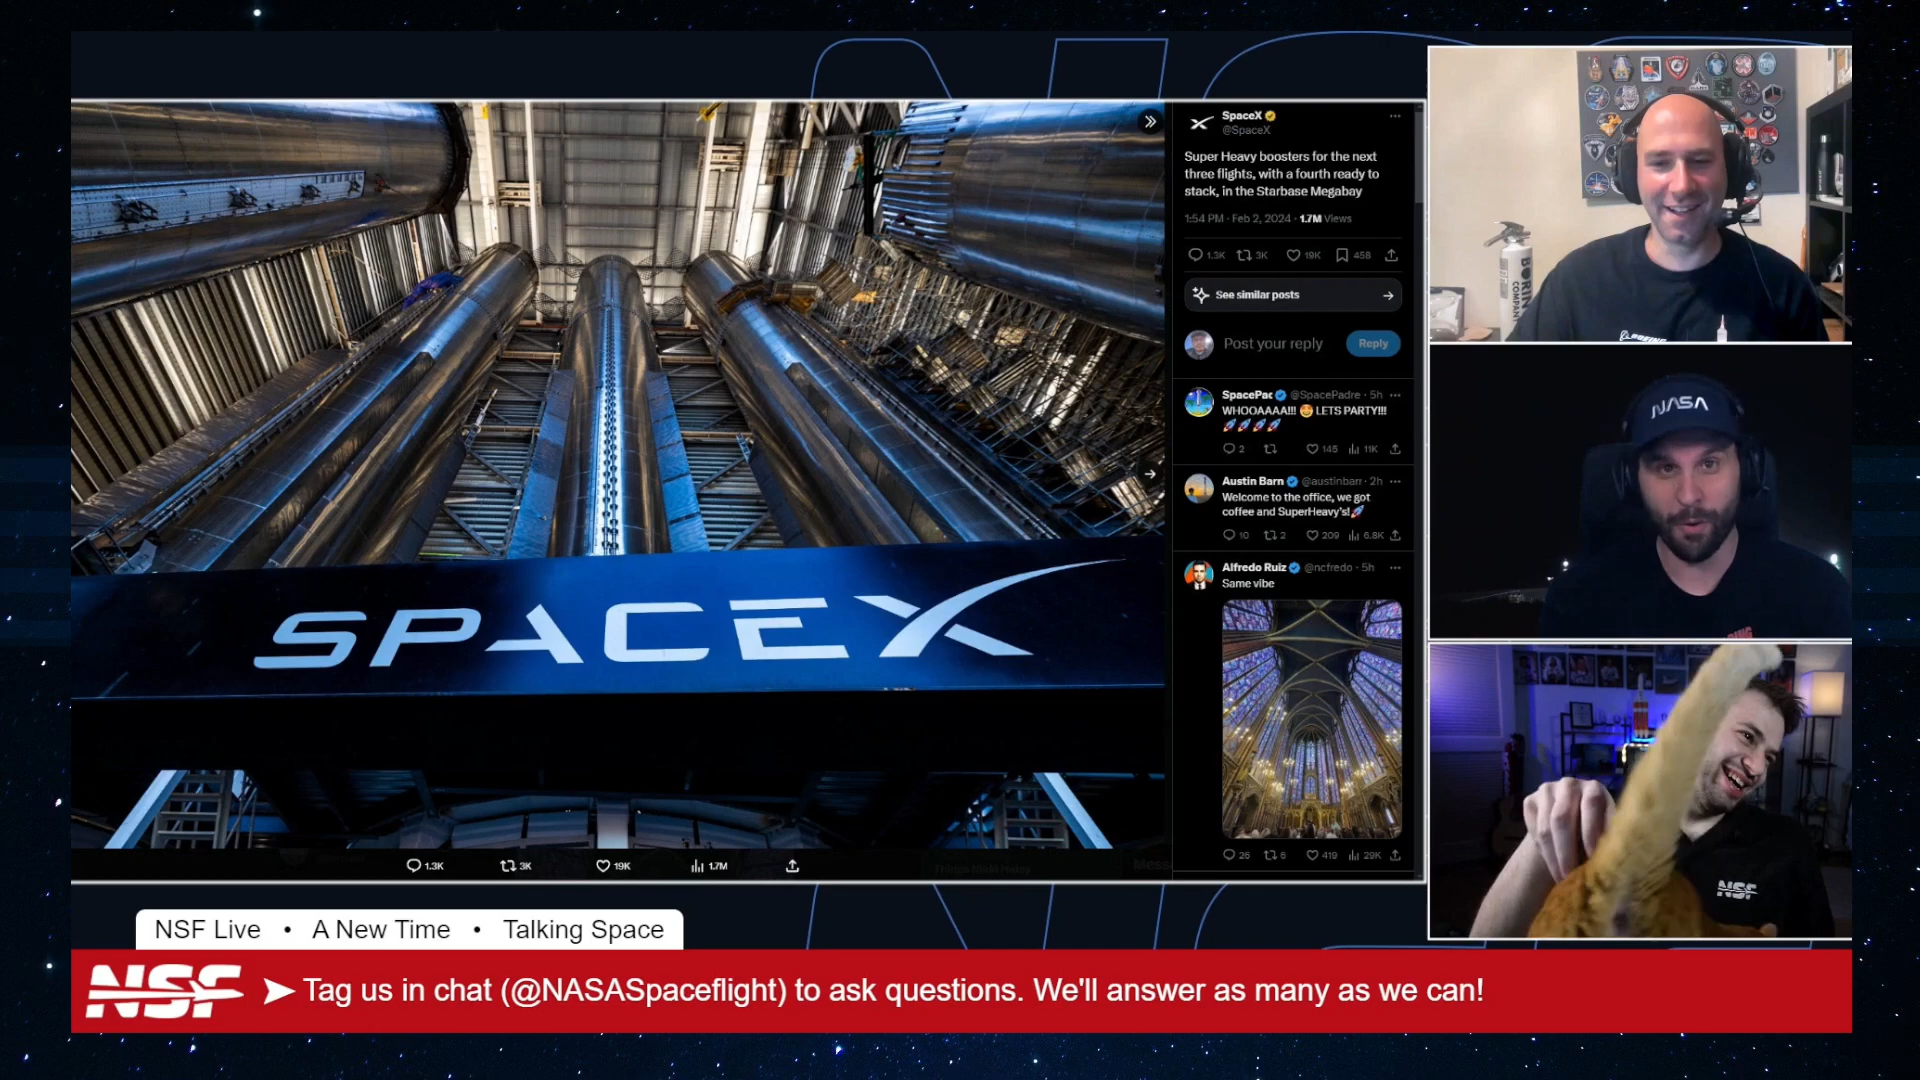 SPACEX
SpaceX
@SpaceX
Super Heavy boosters for the next
three flights, with a fourth ready to
stack, in the Starbase Megabay
1:54 PM · Feb 2, 2024 · 1.7M Views
1.3K 3K 19K 458
See similar posts
Post your reply Reply
SpacePac @SpacePadre · 5h
WHOOAAAA!!! 🤩 LETS PARTY!!!
🚀🚀🚀🚀
2 145 11K
Austin Barn @austinbarr · 2h
Welcome to the office, we got
coffee and SuperHeavy's!🚀
10 2 209 6.8K
Alfredo Ruiz @ncfredo · 5h
Same vibe
26 6 419 29K
1.3K 3K 19K 1.7M
BORIN
COMPANY
BOEING
NASA
NSF
NSF Live • A New Time • Talking Space
NSF ➤ Tag us in chat (@NASASpaceflight) to ask questions. We'll answer as many as we can!